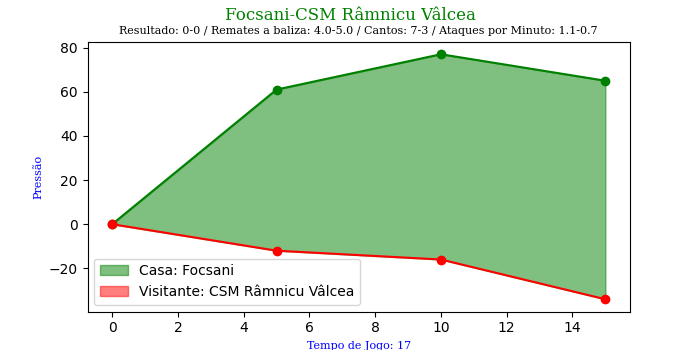 Focsani-CSM Râmnicu Vâlcea
Resultado: 0-0 / Remates a baliza: 4.0-5.0 / Cantos: 7-3 / Ataques por Minuto: 1.1-0.7
80
60
40
20
0
−20
Pressão
Casa: Focsani
Visitante: CSM Râmnicu Vâlcea
0 2 4 6 8 10 12 14
Tempo de Jogo: 17